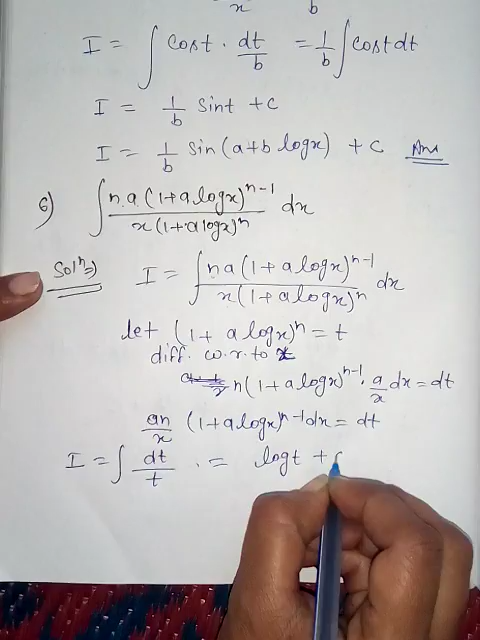 x b
I = ∫ cost · dt/b = 1/b ∫ cost dt
I = 1/b sint + c
I = 1/b sin (a+b logx) + c Ans
6) ∫ n a (1+a logx)^n-1 / x (1+a logx)^n dx
Solⁿ⇒ I = ∫ na (1+a logx)^n-1 / x (1+a logx)^n dx
let (1+ a logx)^n = t
diff. w.r. to x
n(1+a logx)^n-1 · a/x dx = dt
an/x (1+a logx)^n-1 dx = dt
I = ∫ dt/t . = logt + c